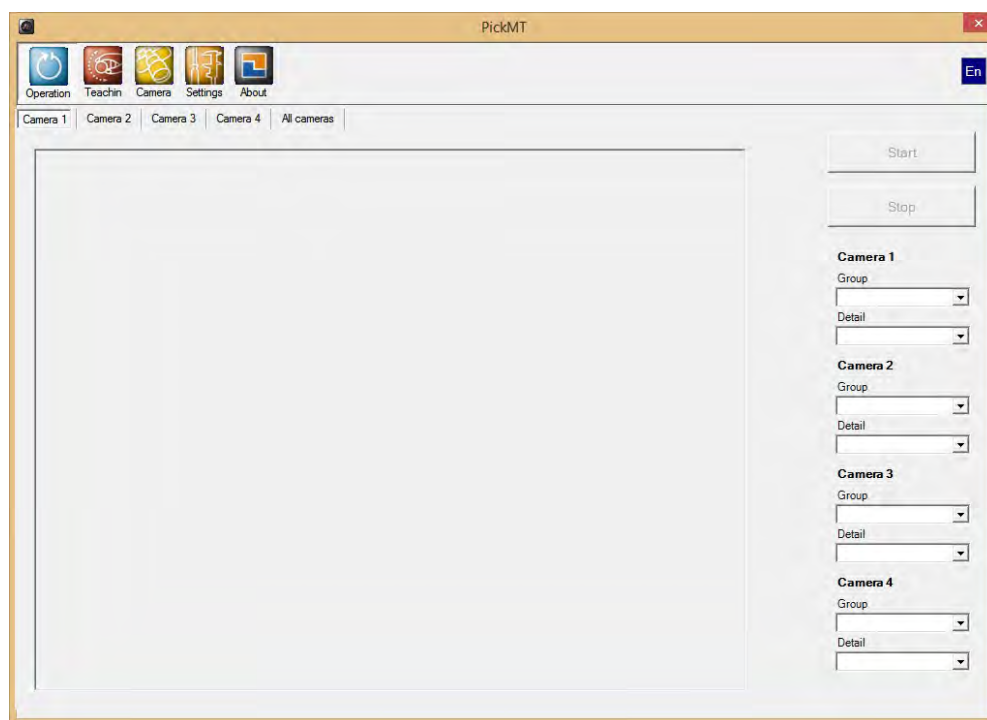 PickMT
En
Operation Teachin Camera Settings About
Camera 1 Camera 2 Camera 3 Camera 4 All cameras
Start
Stop
Camera 1
Group
Detail
Camera 2
Group
Detail
Camera 3
Group
Detail
Camera 4
Group
Detail